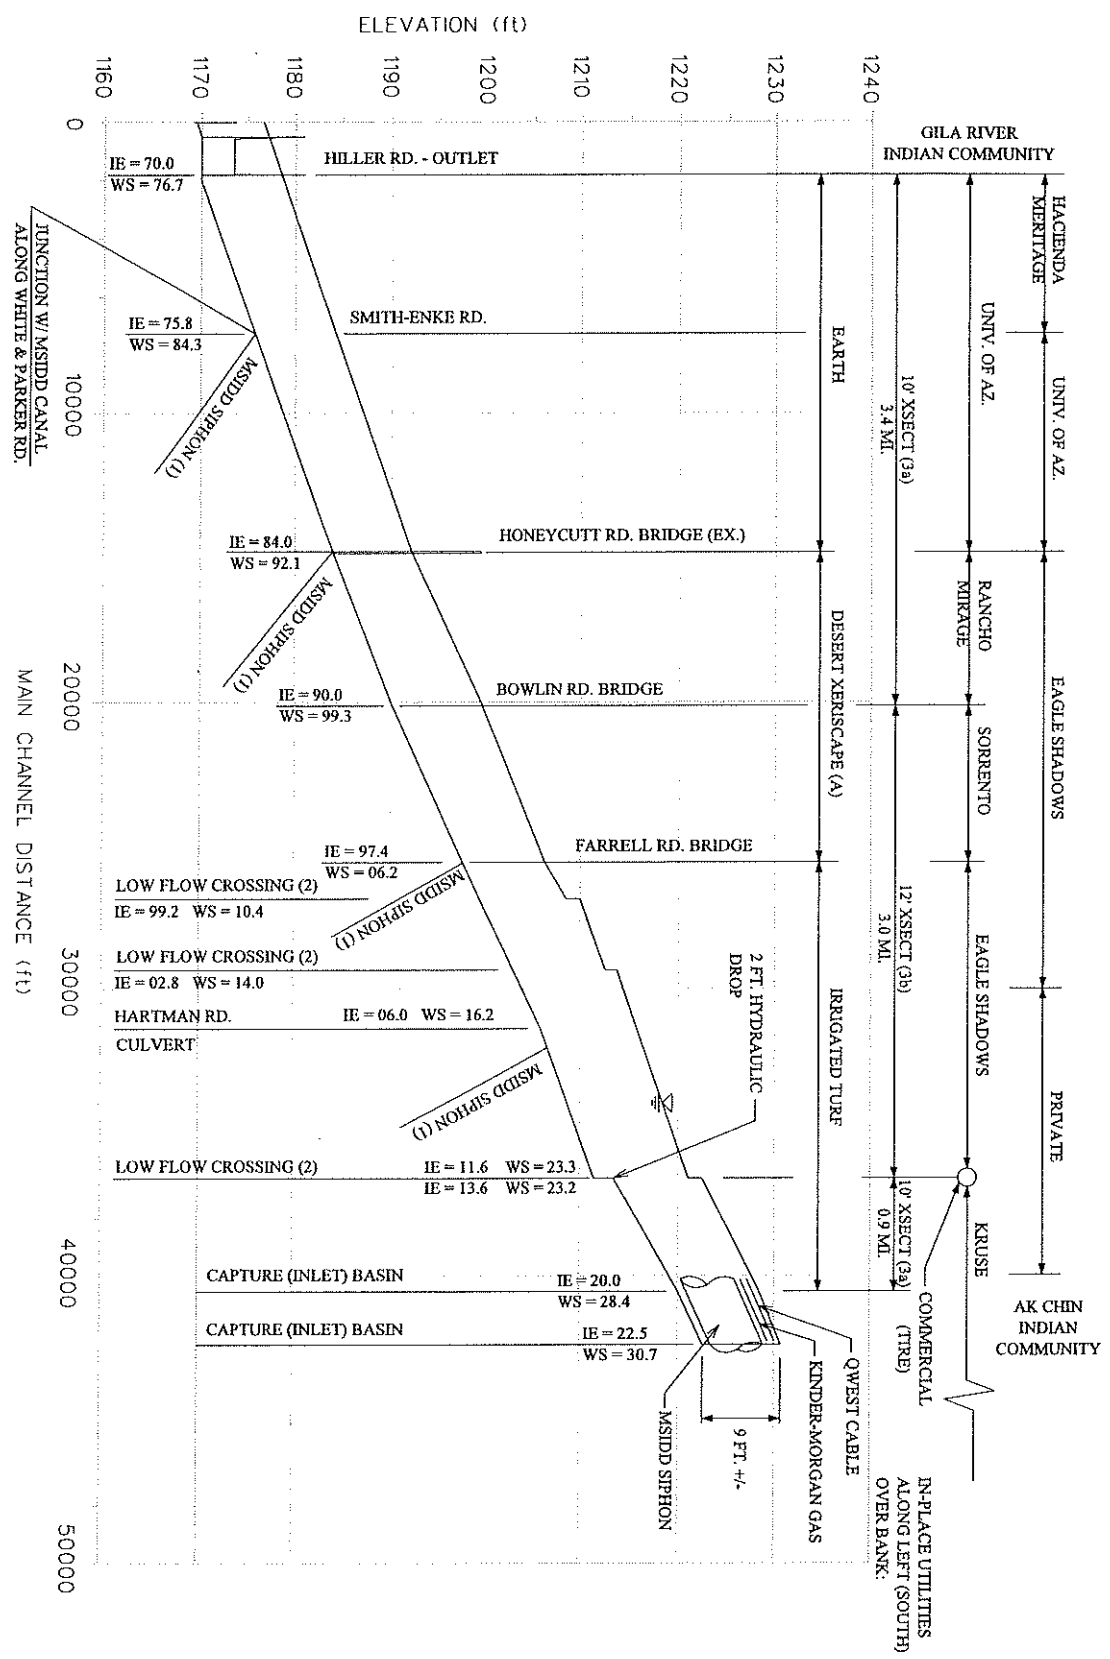 ELEVATION (ft)
1160
1170
1180
1190
1200
1210
1220
1230
1240
0
10000
20000
30000
40000
50000
MAIN CHANNEL DISTANCE (ft)
GILA RIVER
INDIAN COMMUNITY
HILLER RD. - OUTLET
IE = 70.0
WS = 76.7
HACIENDA
MERITAGE
JUNCTION W/ MSIDD CANAL
ALONG WHITE & PARKER RD.
IE = 75.8
WS = 84.3
SMITH-ENKE RD.
MSIDD SIPHON (1)
EARTH
10' XSECT (3a)
3.4 MI.
UNIV. OF AZ.
UNIV. OF AZ.
IE = 84.0
WS = 92.1
HONEYCUTT RD. BRIDGE (EX.)
MSIDD SIPHON (1)
RANCHO
MIRAGE
IE = 90.0
WS = 99.3
BOWLIN RD. BRIDGE
DESERT XERISCAPE (A)
SORRENTO
EAGLE SHADOWS
IE = 97.4
WS = 06.2
FARRELL RD. BRIDGE
LOW FLOW CROSSING (2)
IE = 99.2 WS = 10.4
MSIDD SIPHON (1)
LOW FLOW CROSSING (2)
IE = 02.8 WS = 14.0
2 FT. HYDRAULIC
DROP
12' XSECT (3b)
3.0 MI.
EAGLE SHADOWS
IRRIGATED TURF
HARTMAN RD.
CULVERT
IE = 06.0 WS = 16.2
MSIDD SIPHON (1)
PRIVATE
LOW FLOW CROSSING (2)
IE = 11.6 WS = 23.3
IE = 13.6 WS = 23.2
10' XSECT (3a)
0.9 MI.
KRUSE
CAPTURE (INLET) BASIN
IE = 20.0
WS = 28.4
CAPTURE (INLET) BASIN
IE = 22.5
WS = 30.7
COMMERCIAL
(TIRE)
AK CHIN
INDIAN
COMMUNITY
QWEST CABLE
KINDER-MORGAN GAS
MSIDD SIPHON
9 FT. +/-
IN-PLACE UTILITIES
ALONG LEFT (SOUTH)
OVER BANK: